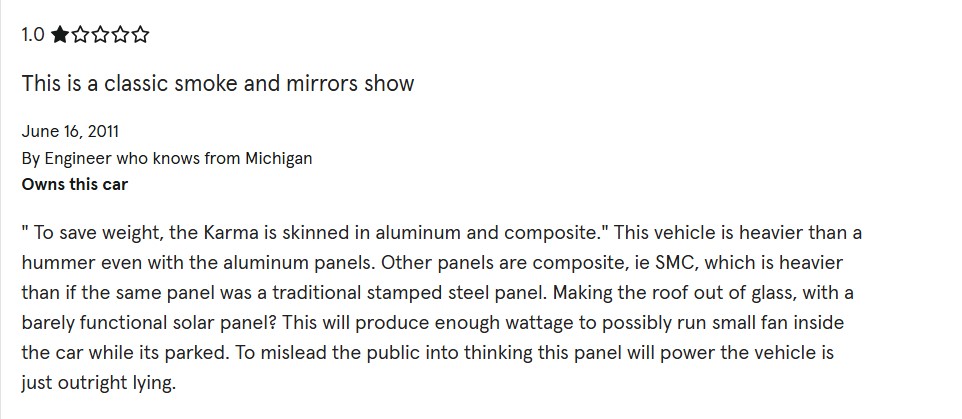 1.0 ★☆☆☆☆
This is a classic smoke and mirrors show
June 16, 2011
By Engineer who knows from Michigan
Owns this car
" To save weight, the Karma is skinned in aluminum and composite." This vehicle is heavier than a
hummer even with the aluminum panels. Other panels are composite, ie SMC, which is heavier
than if the same panel was a traditional stamped steel panel. Making the roof out of glass, with a
barely functional solar panel? This will produce enough wattage to possibly run small fan inside
the car while its parked. To mislead the public into thinking this panel will power the vehicle is
just outright lying.